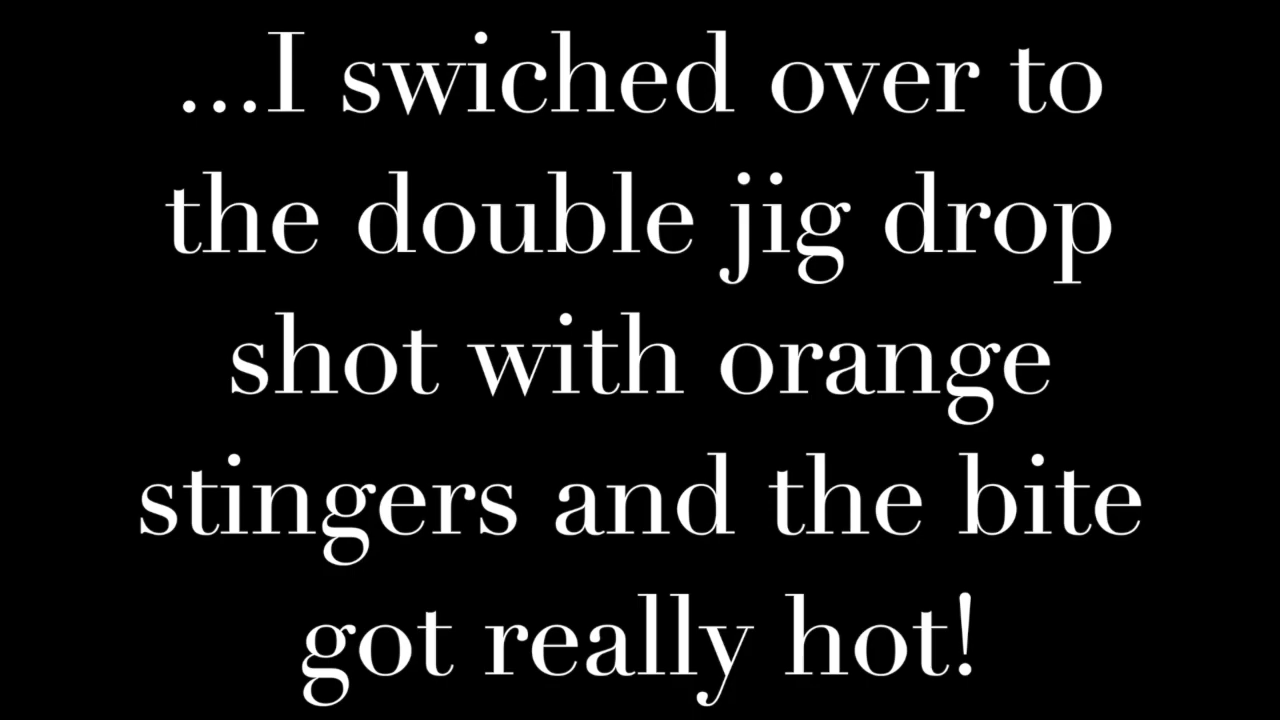 ...I swiched over to
the double jig drop
shot with orange
stingers and the bite
got really hot!